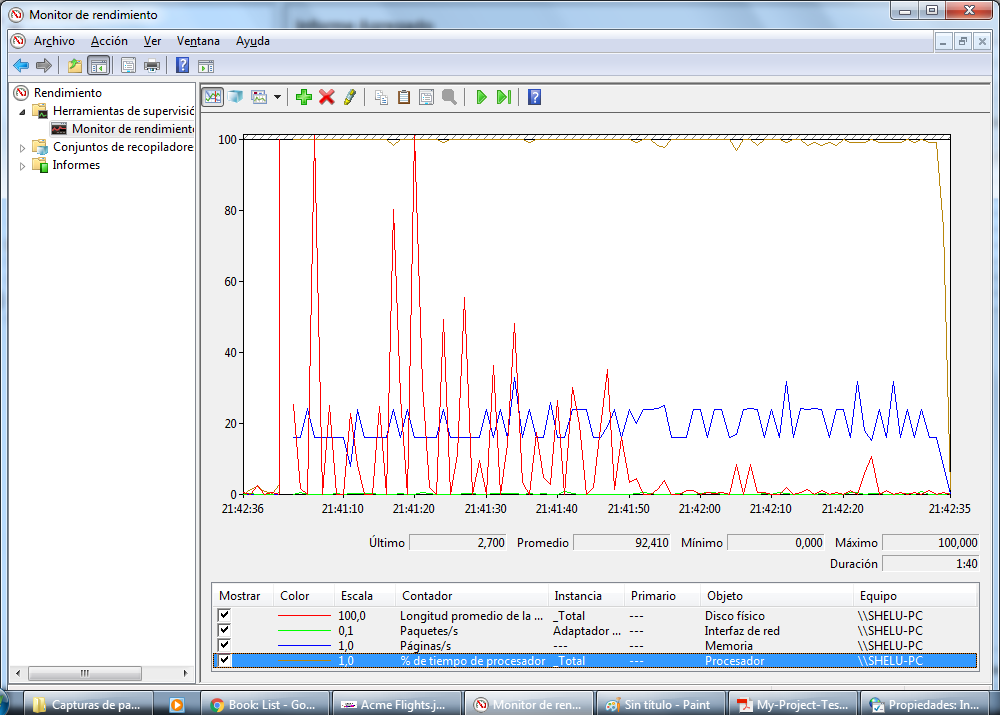 Monitor de rendimiento
Archivo Acción Ver Ventana Ayuda
Rendimiento
Herramientas de supervisió
Monitor de rendimiento
Conjuntos de recopiladore
Informes
100
80
60
40
20
0
21:42:36 21:41:10 21:41:20 21:41:30 21:41:40 21:41:50 21:42:00 21:42:10 21:42:20 21:42:35
Último 2,700 Promedio 92,410 Mínimo 0,000 Máximo 100,000
Duración 1:40
Mostrar Color Escala Contador Instancia Primario Objeto Equipo
100,0 Longitud promedio de la ... _Total --- Disco físico \\SHELU-PC
0,1 Paquetes/s Adaptador ... --- Interfaz de red \\SHELU-PC
1,0 Páginas/s --- --- Memoria \\SHELU-PC
1,0 % de tiempo de procesador _Total --- Procesador \\SHELU-PC
Capturas de pa... Book: List - Go... Acme Flights.j... Monitor de ren... Sin título - Paint My-Project-Tes... Propiedades: In...